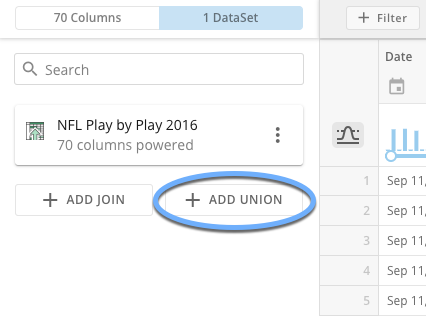 70 Columns
1 DataSet
Filter
Search
Date
NFL Play by Play 2016
70 columns powered
ADD JOIN
ADD UNION
1 Sep 11,
2 Sep 11,
3 Sep 11,
4 Sep 11,
5 Sep 11,